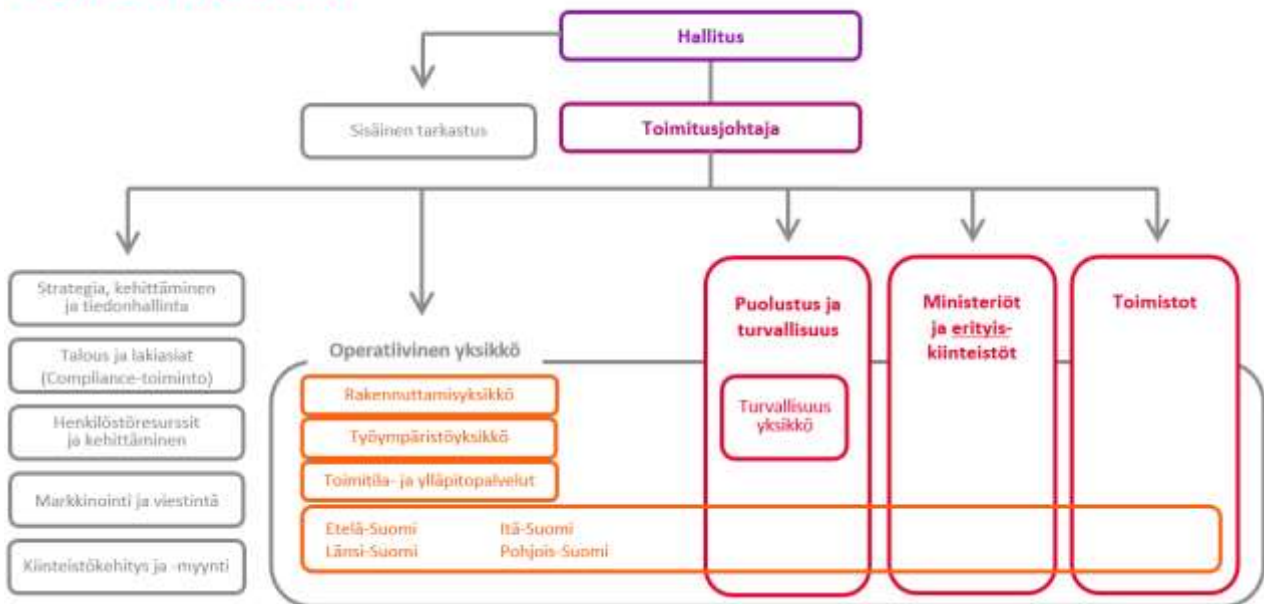 Hallitus
Sisäinen tarkastus
Toimitusjohtaja
Strategia, kehittäminen
ja tiedonhallinta
Talous ja lakiasiat
(Compliance-toiminto)
Henkilöstöresurssit
ja kehittäminen
Markkinointi ja viestintä
Kiinteistökehitys ja -myynti
Operatiivinen yksikkö
Rakennuttamisyksikkö
Työympäristöyksikkö
Toimitila- ja ylläpitopalvelut
Etelä-Suomi
Itä-Suomi
Länsi-Suomi
Pohjois-Suomi
Puolustus ja
turvallisuus
Turvallisuus
yksikkö
Ministeriöt
ja erityis-
kiinteistöt
Toimistot